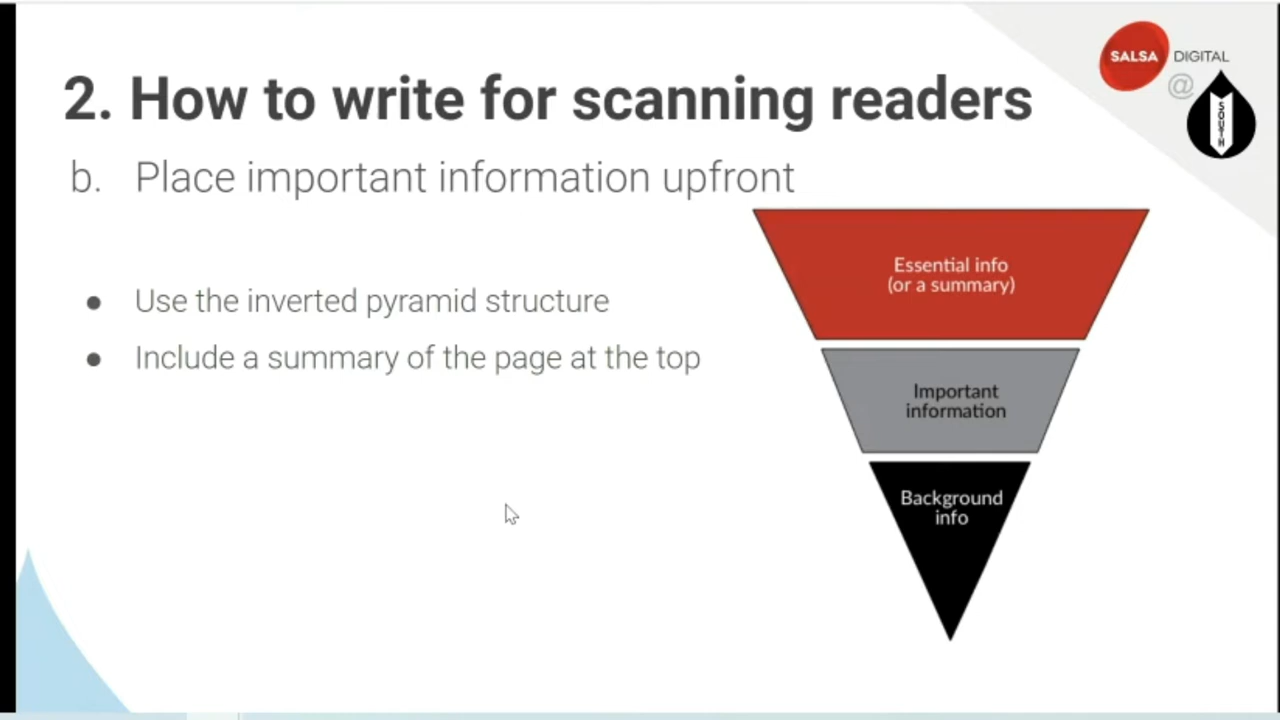 SALSA DIGITAL
@
SOUTH
2. How to write for scanning readers
b. Place important information upfront
● Use the inverted pyramid structure
● Include a summary of the page at the top
Essential info
(or a summary)
Important
information
Background
info